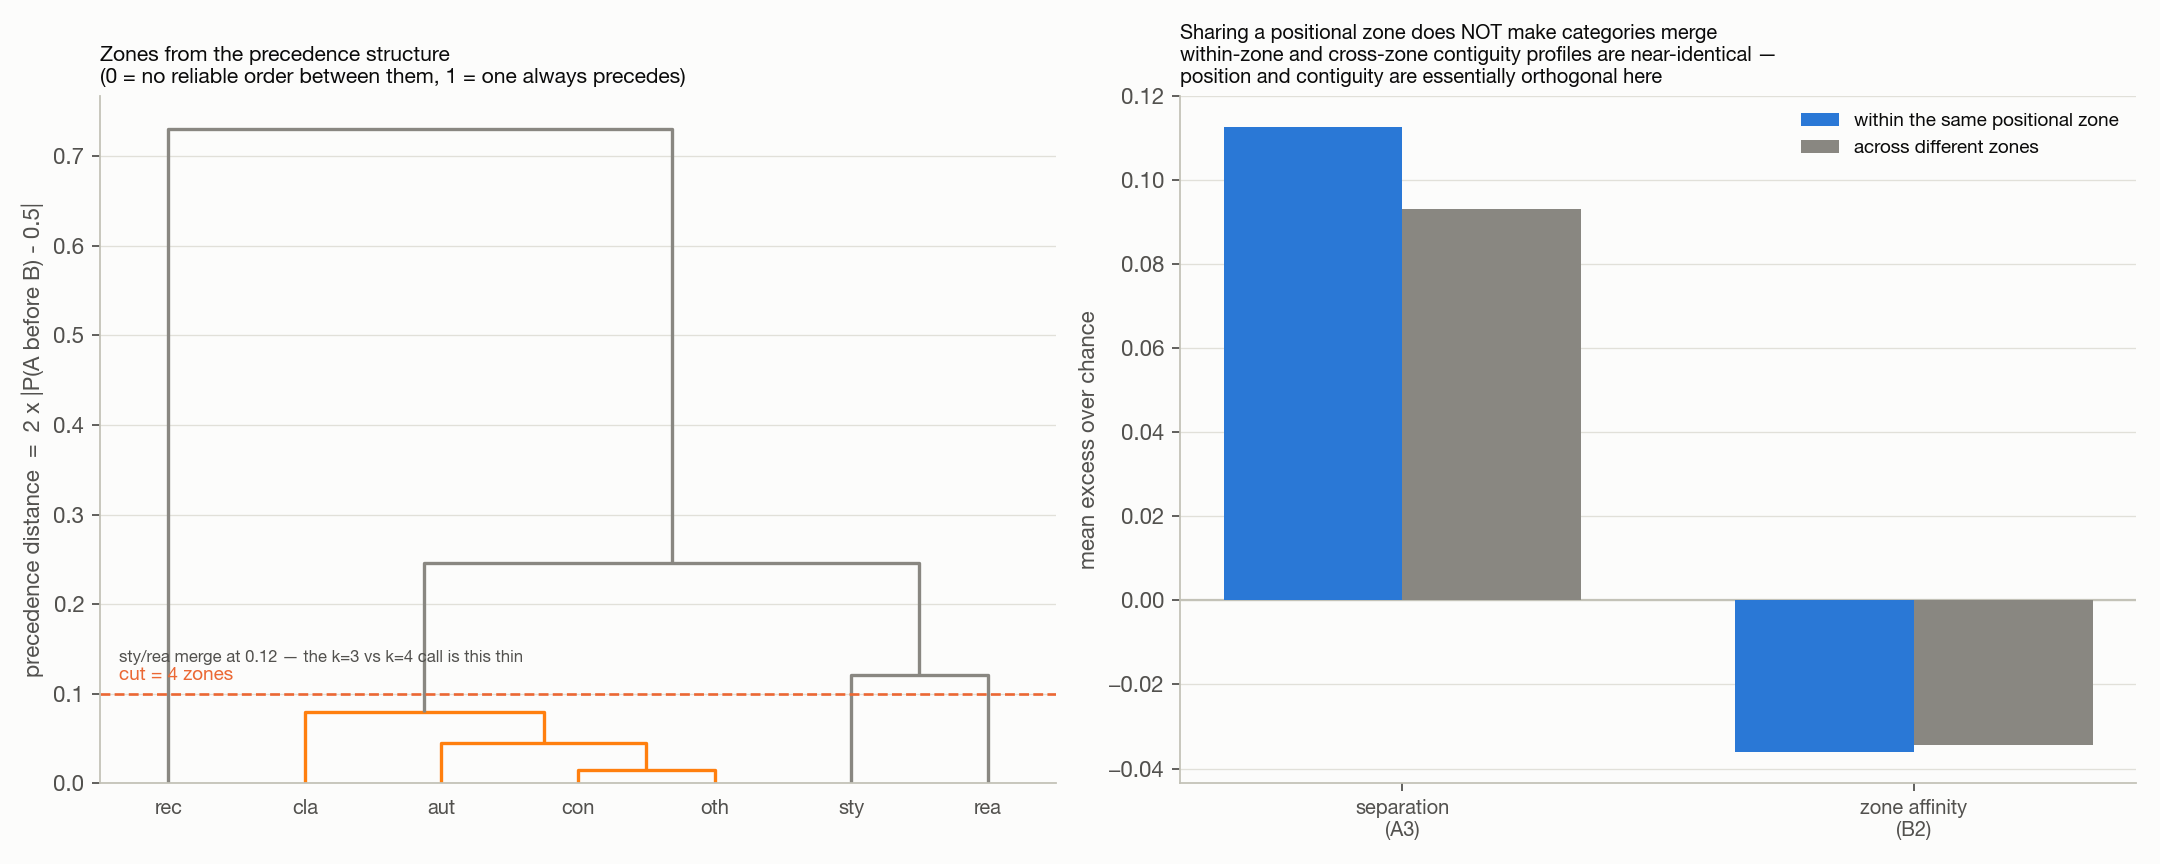 Zones from the precedence structure
(0 = no reliable order between them, 1 = one always precedes)
precedence distance = 2 x |P(A before B) - 0.5|
0.7
0.6
0.5
0.4
0.3
0.2
0.1
0.0
sty/rea merge at 0.12 — the k=3 vs k=4 call is this thin
cut = 4 zones
rec
cla
aut
con
oth
sty
rea
Sharing a positional zone does NOT make categories merge
within-zone and cross-zone contiguity profiles are near-identical —
position and contiguity are essentially orthogonal here
mean excess over chance
0.12
0.10
0.08
0.06
0.04
0.02
0.00
−0.02
−0.04
within the same positional zone
across different zones
separation
(A3)
zone affinity
(B2)